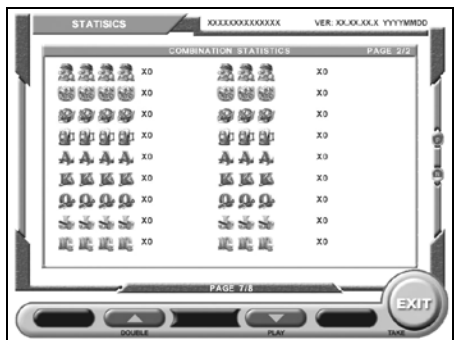 STATISICS XXXXXXXXXXXXX VER: XX.XX.XX.X YYYYMMDD
COMBINATION STATISTICS PAGE 2/2
X0 X0
X0 X0
X0 X0
X0 X0
A A A A X0 A A A X0
K K K K X0 K K K X0
Q Q Q Q X0 Q Q Q X0
J J J J X0 J J J X0
X0 X0
PAGE 7/8
EXIT
DOUBLE PLAY TAKE